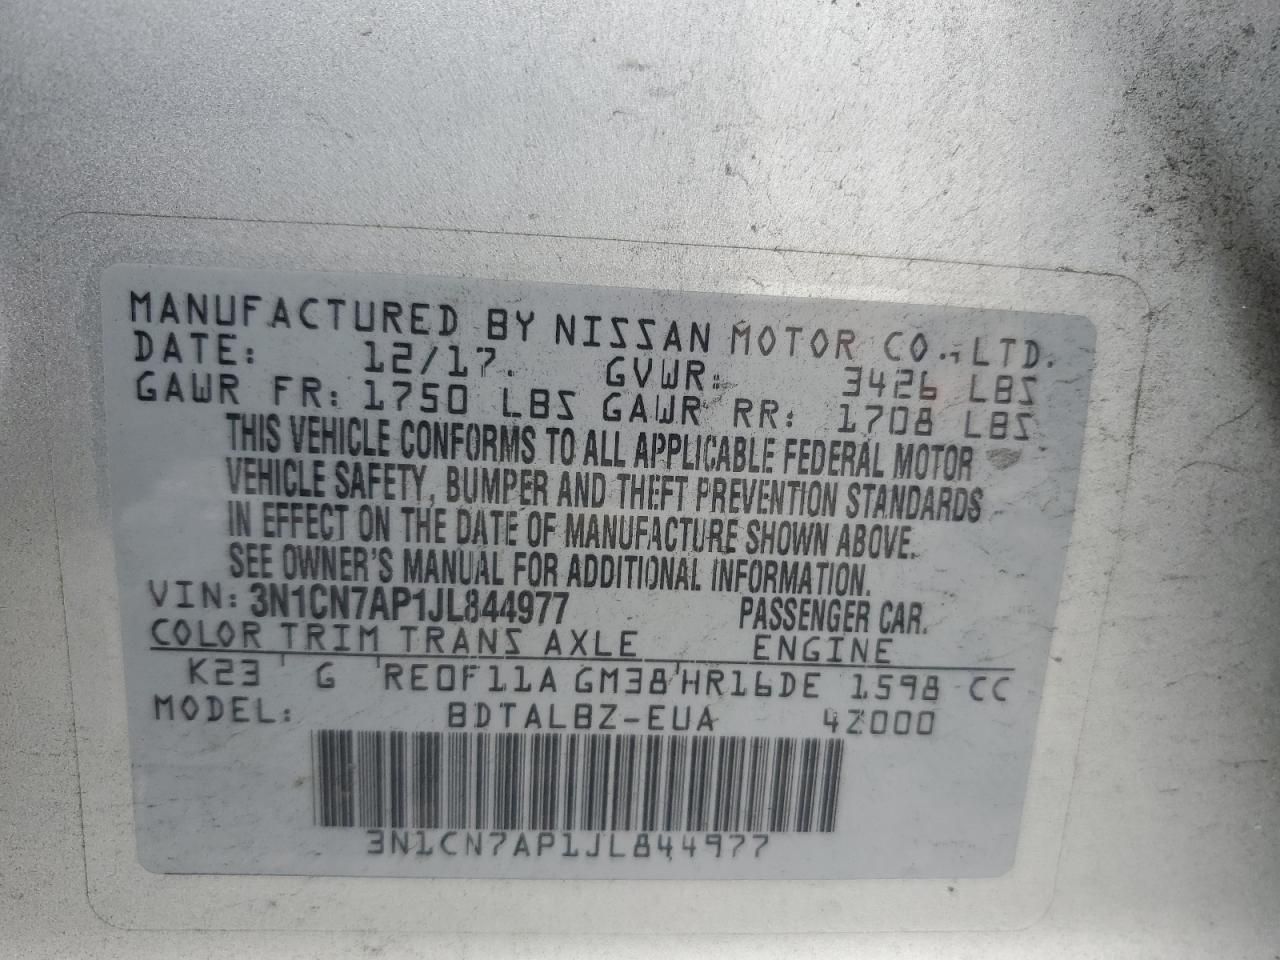 MANUFACTURED BY NISSAN MOTOR CO.,LTD.
DATE: 12/17. GVWR: 3426 LBS
GAWR FR: 1750 LBS GAWR RR: 1708 LBS
THIS VEHICLE CONFORMS TO ALL APPLICABLE FEDERAL MOTOR
VEHICLE SAFETY, BUMPER AND THEFT PREVENTION STANDARDS
IN EFFECT ON THE DATE OF MANUFACTURE SHOWN ABOVE.
SEE OWNER'S MANUAL FOR ADDITIONAL INFORMATION.
VIN: 3N1CN7AP1JL844977 PASSENGER CAR.
COLOR TRIM TRANS AXLE ENGINE
K23 G RE0F11A GM38 HR16DE 1598 CC
MODEL: BDTALBZ-EUA 4Z000
3N1CN7AP1JL844977